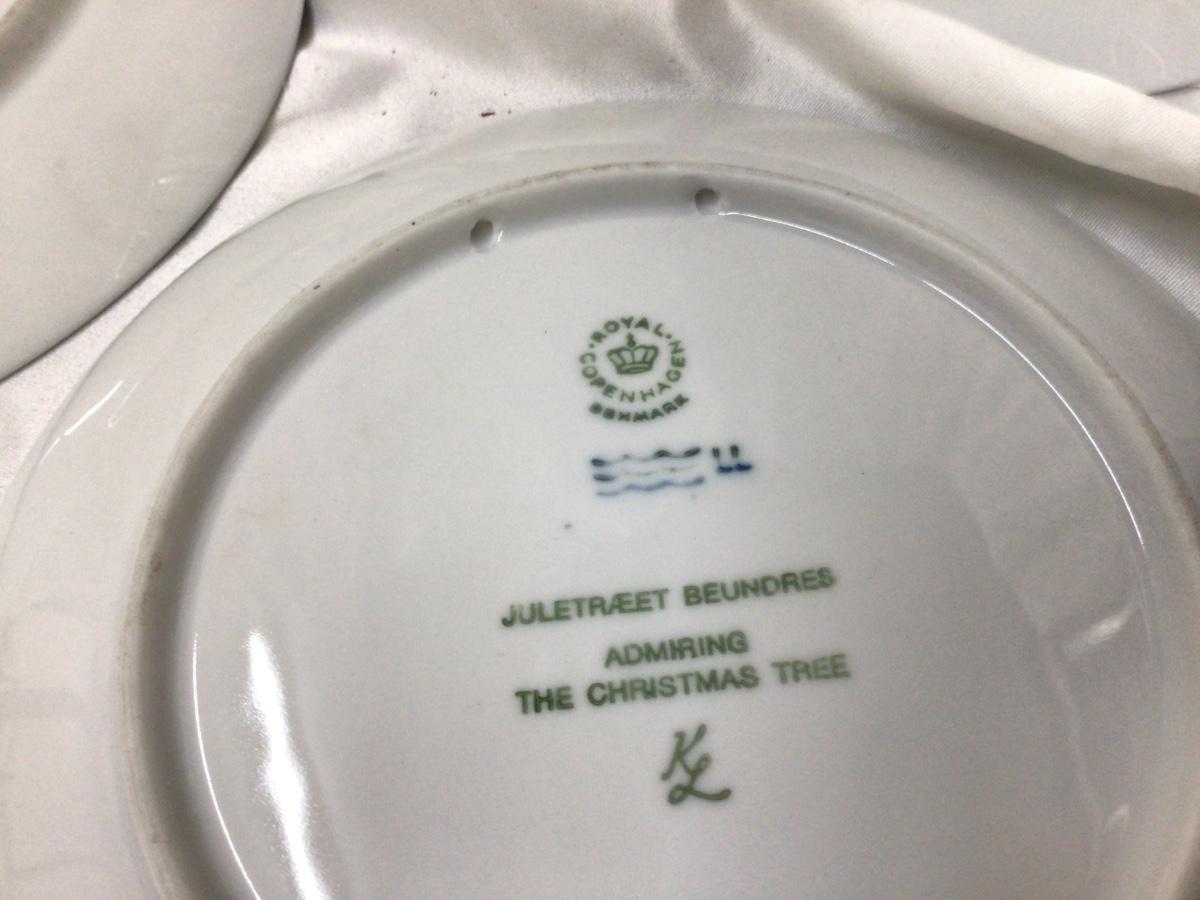 ROYAL
COPENHAGEN
DENMARK
JULETRÆET BEUNDRES
ADMIRING
THE CHRISTMAS TREE
KL